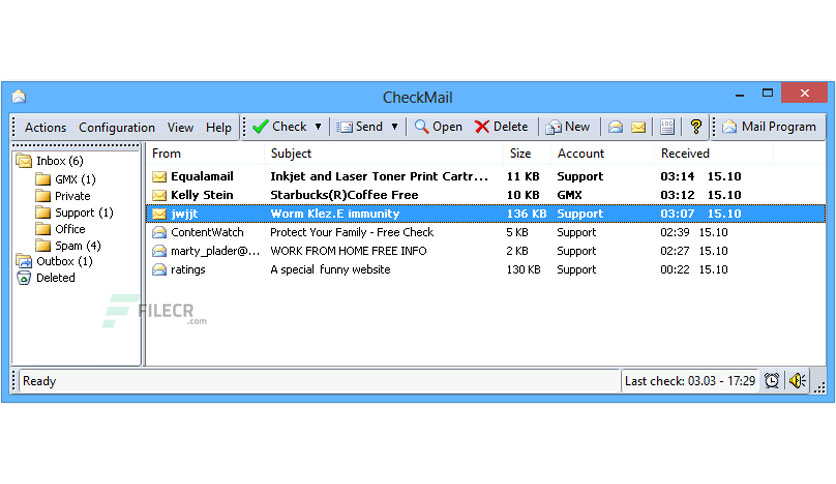 CheckMail
Actions Configuration View Help Check Send Open Delete New LOG ? Mail Program
Inbox (6)
GMX (1)
Private
Support (1)
Office
Spam (4)
Outbox (1)
Deleted
From Subject Size Account Received
Equalamail Inkjet and Laser Toner Print Cartr... 11 KB Support 03:14 15.10
Kelly Stein Starbucks(R)Coffee Free 10 KB GMX 03:12 15.10
jwjjt Worm Klez.E immunity 136 KB Support 03:07 15.10
ContentWatch Protect Your Family - Free Check 5 KB Support 02:39 15.10
marty_plader@... WORK FROM HOME FREE INFO 2 KB Support 02:27 15.10
ratings A special funny website 130 KB Support 00:22 15.10
FILECR
.com
Ready Last check: 03.03 - 17:29